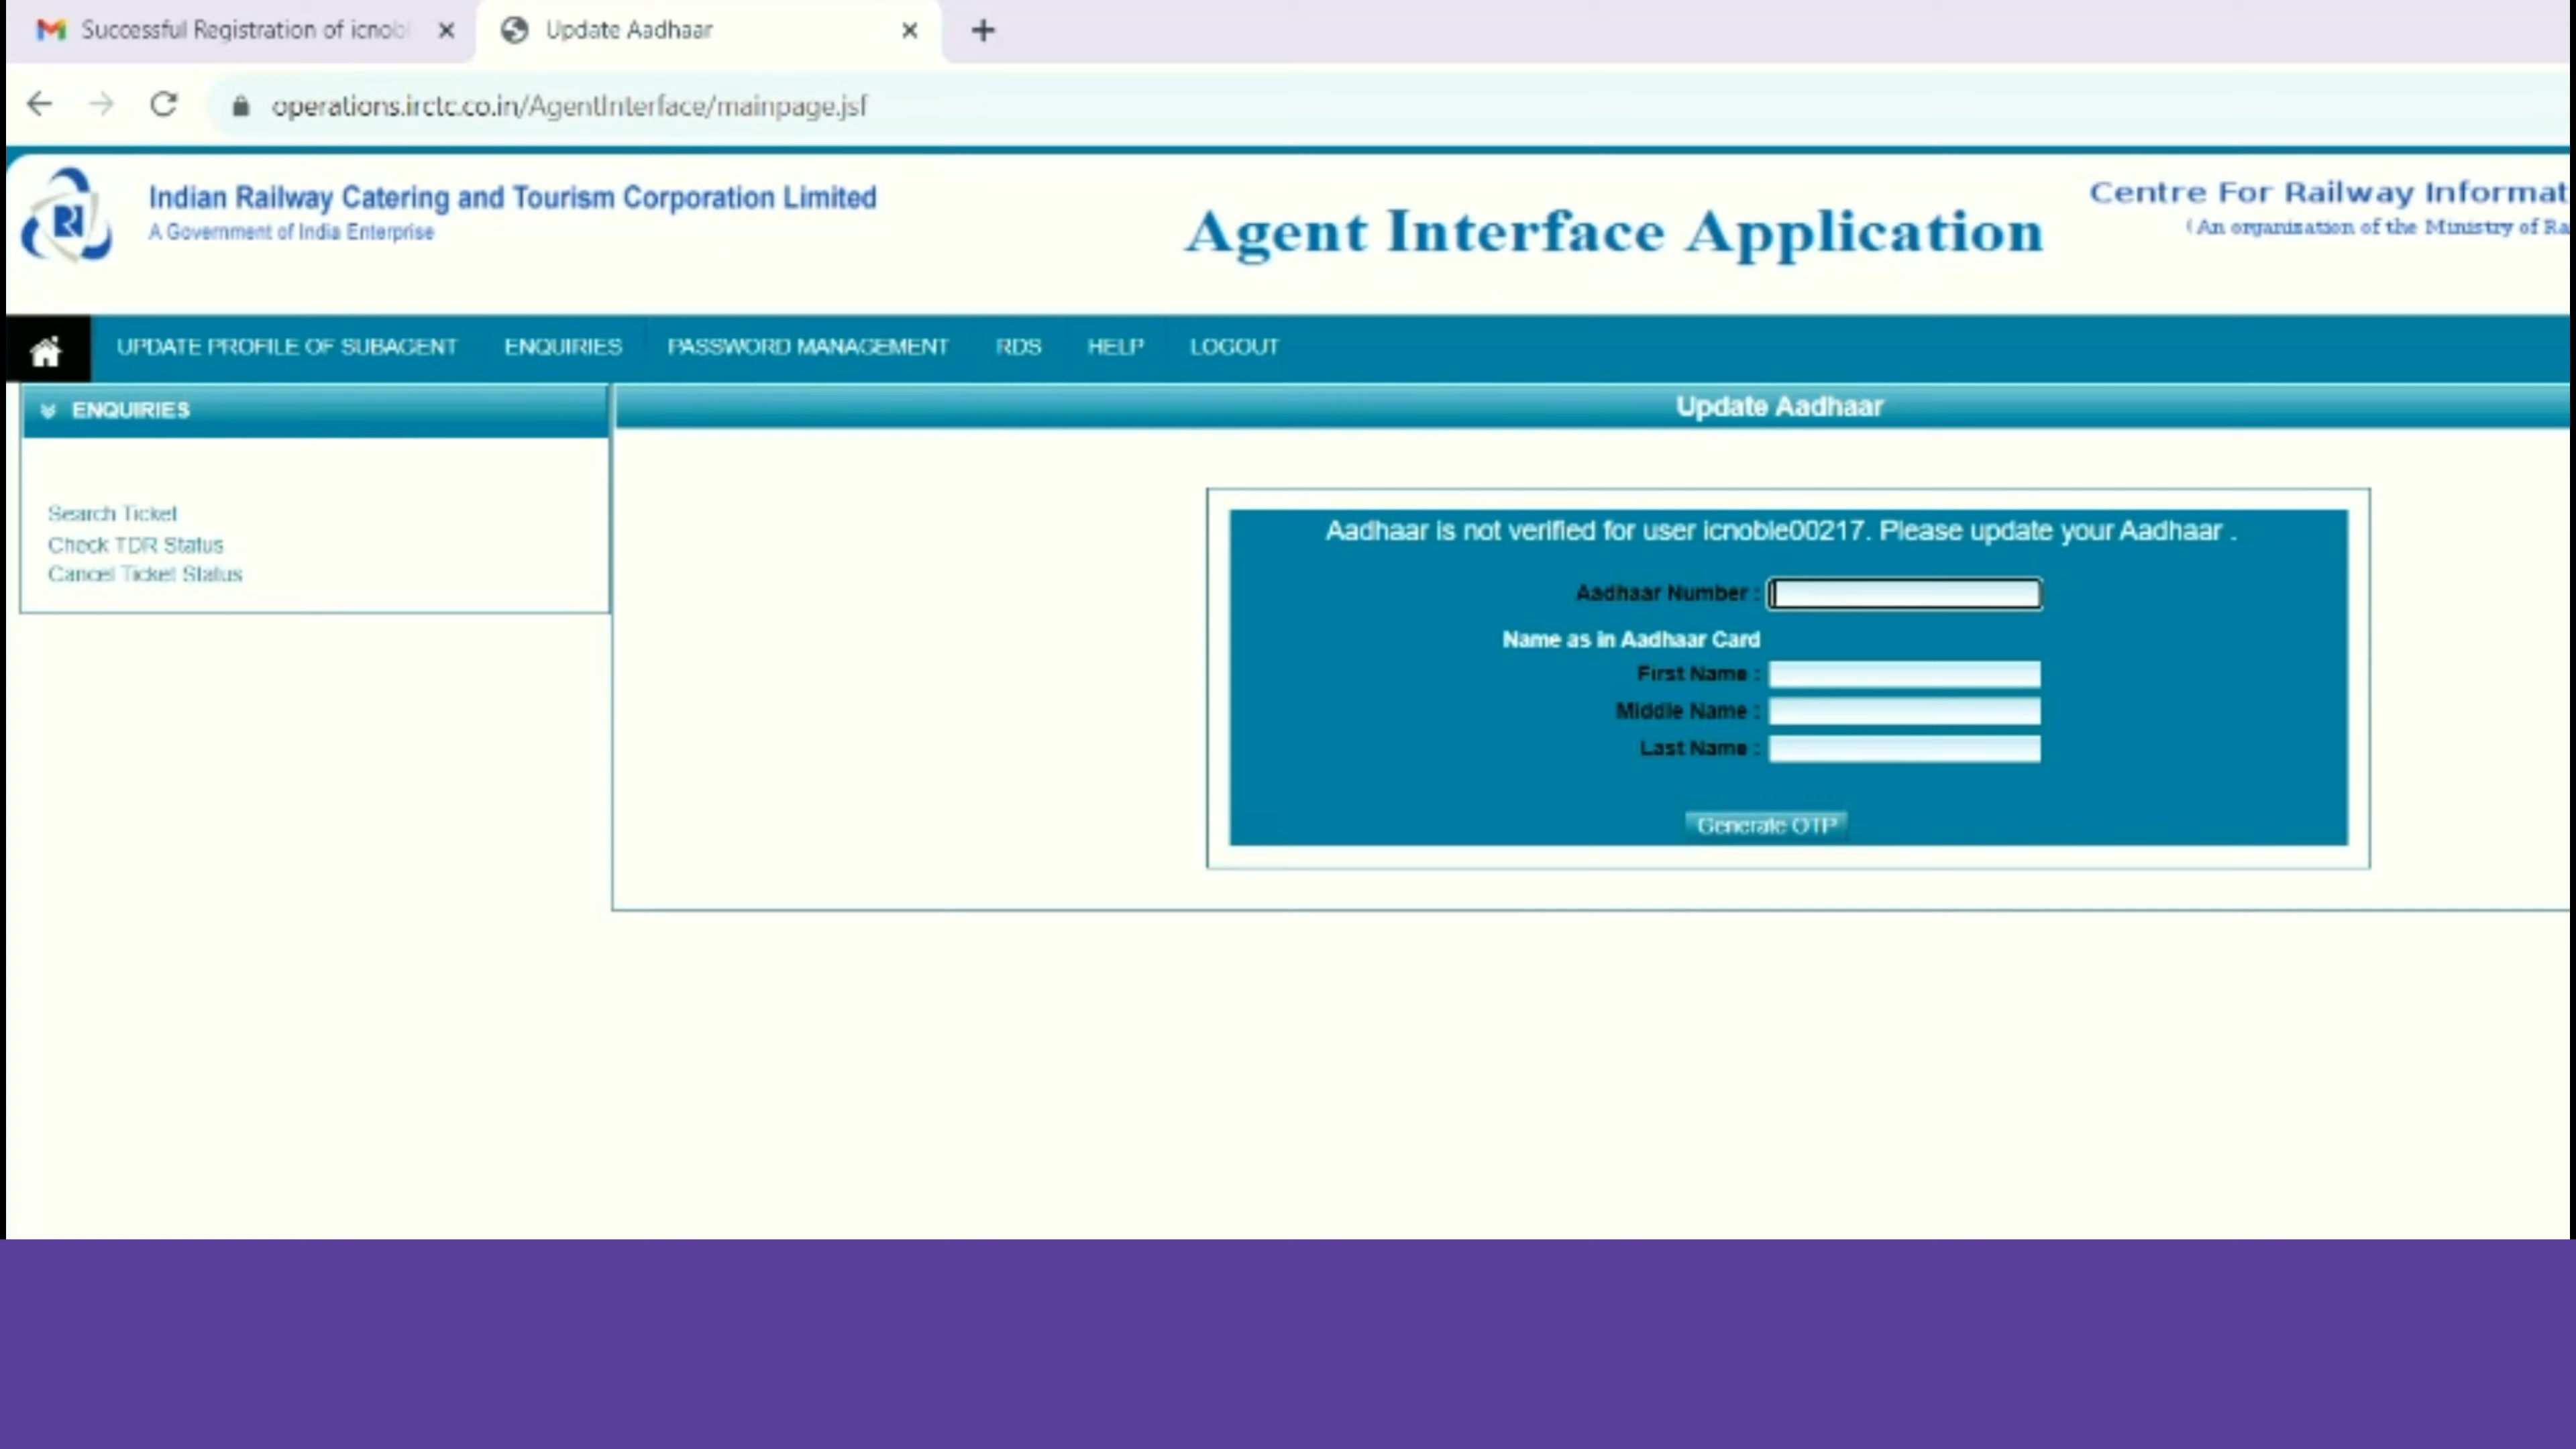 Successful Registration of icnobl
Update Aadhaar
operations.irctc.co.in/AgentInterface/mainpage.jsf
Indian Railway Catering and Tourism Corporation Limited
A Government of India Enterprise
Agent Interface Application
Centre For Railway Informat
(An organization of the Ministry of Ra
UPDATE PROFILE OF SUBAGENT ENQUIRIES PASSWORD MANAGEMENT RDS HELP LOGOUT
ENQUIRIES
Search Ticket
Check TDR Status
Cancel Ticket Status
Update Aadhaar
Aadhaar is not verified for user icnoble00217. Please update your Aadhaar .
Aadhaar Number :
Name as in Aadhaar Card
First Name :
Middle Name :
Last Name :
Generate OTP